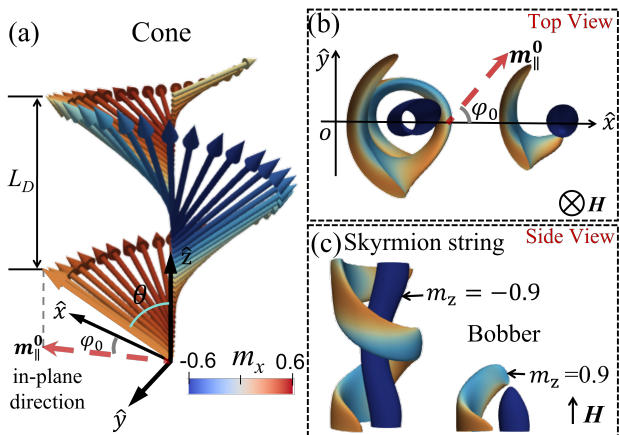 (a)
Cone
L_D
ẑ
θ
x̂
φ₀
m∥⁰
in-plane
direction
ŷ
-0.6 mₓ 0.6
(b)
Top View
ŷ
m∥⁰
φ₀
x̂
o
⊗ H
(c) Skyrmion string
Side View
m_z = −0.9
Bobber
m_z = 0.9
↑ H